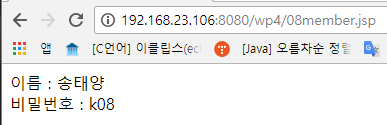 192.168.23.106:8080/wp4/08member.jsp
앱 [C언어] 이클립스(ecl [Java] 오름차순 정렬
이름 : 송태양
비밀번호 : k08